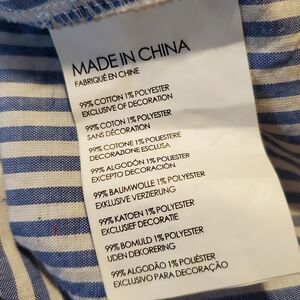 MADE IN CHINA
FABRIQUÉ EN CHINE
99% COTTON 1% POLYESTER
EXCLUSIVE OF DECORATION
99% COTON 1% POLYESTER
SANS DÉCORATION
99% COTONE 1% POLIESTERE
DECORAZIONE ESCLUSA
99% ALGODÓN 1% POLIÉSTER
EXCEPTO DECORACIÓN
99% BAUMWOLLE 1% POLYESTER
EXKLUSIVE VERZIERUNG
99% KATOEN 1% POLYESTER
EXCLUSIEF DECORATIE
99% BOMULD 1% POLYESTER
UDEN DEKORERING
99% ALGODÃO 1% POLIÉSTER
EXCLUSIVO PARA DECORAÇÃO